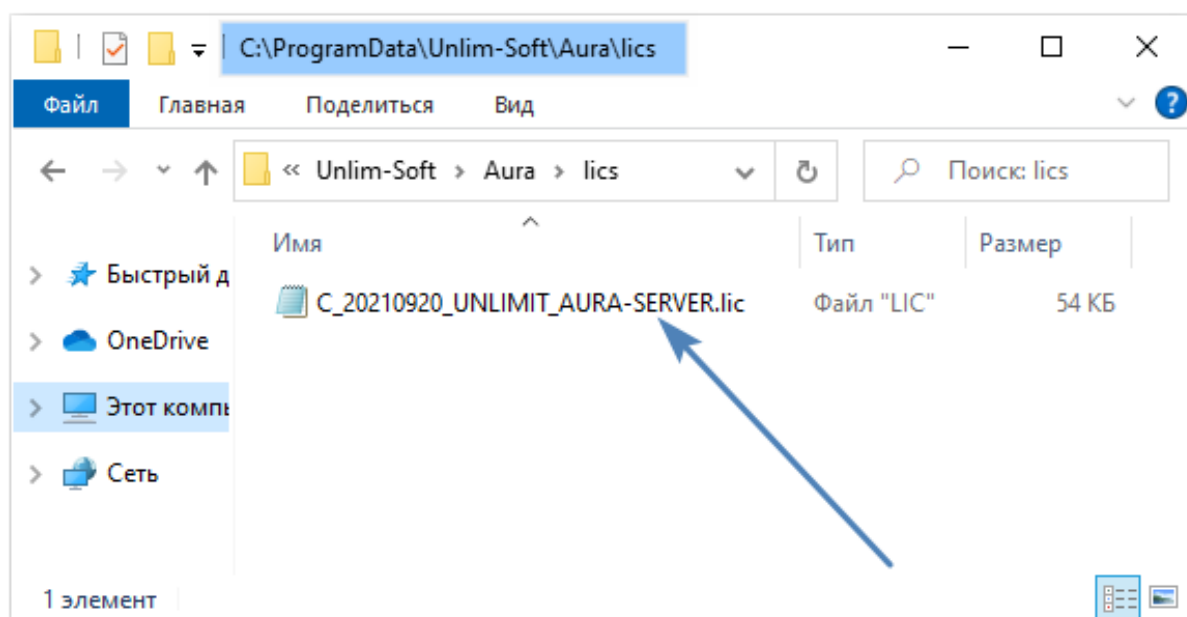 C:\ProgramData\Unlim-Soft\Aura\lics
Файл Главная Поделиться Вид
« Unlim-Soft > Aura > lics Поиск: lics
Имя Тип Размер
Быстрый д
C_20210920_UNLIMIT_AURA-SERVER.lic Файл "LIC" 54 КБ
OneDrive
Этот компь
Сеть
1 элемент